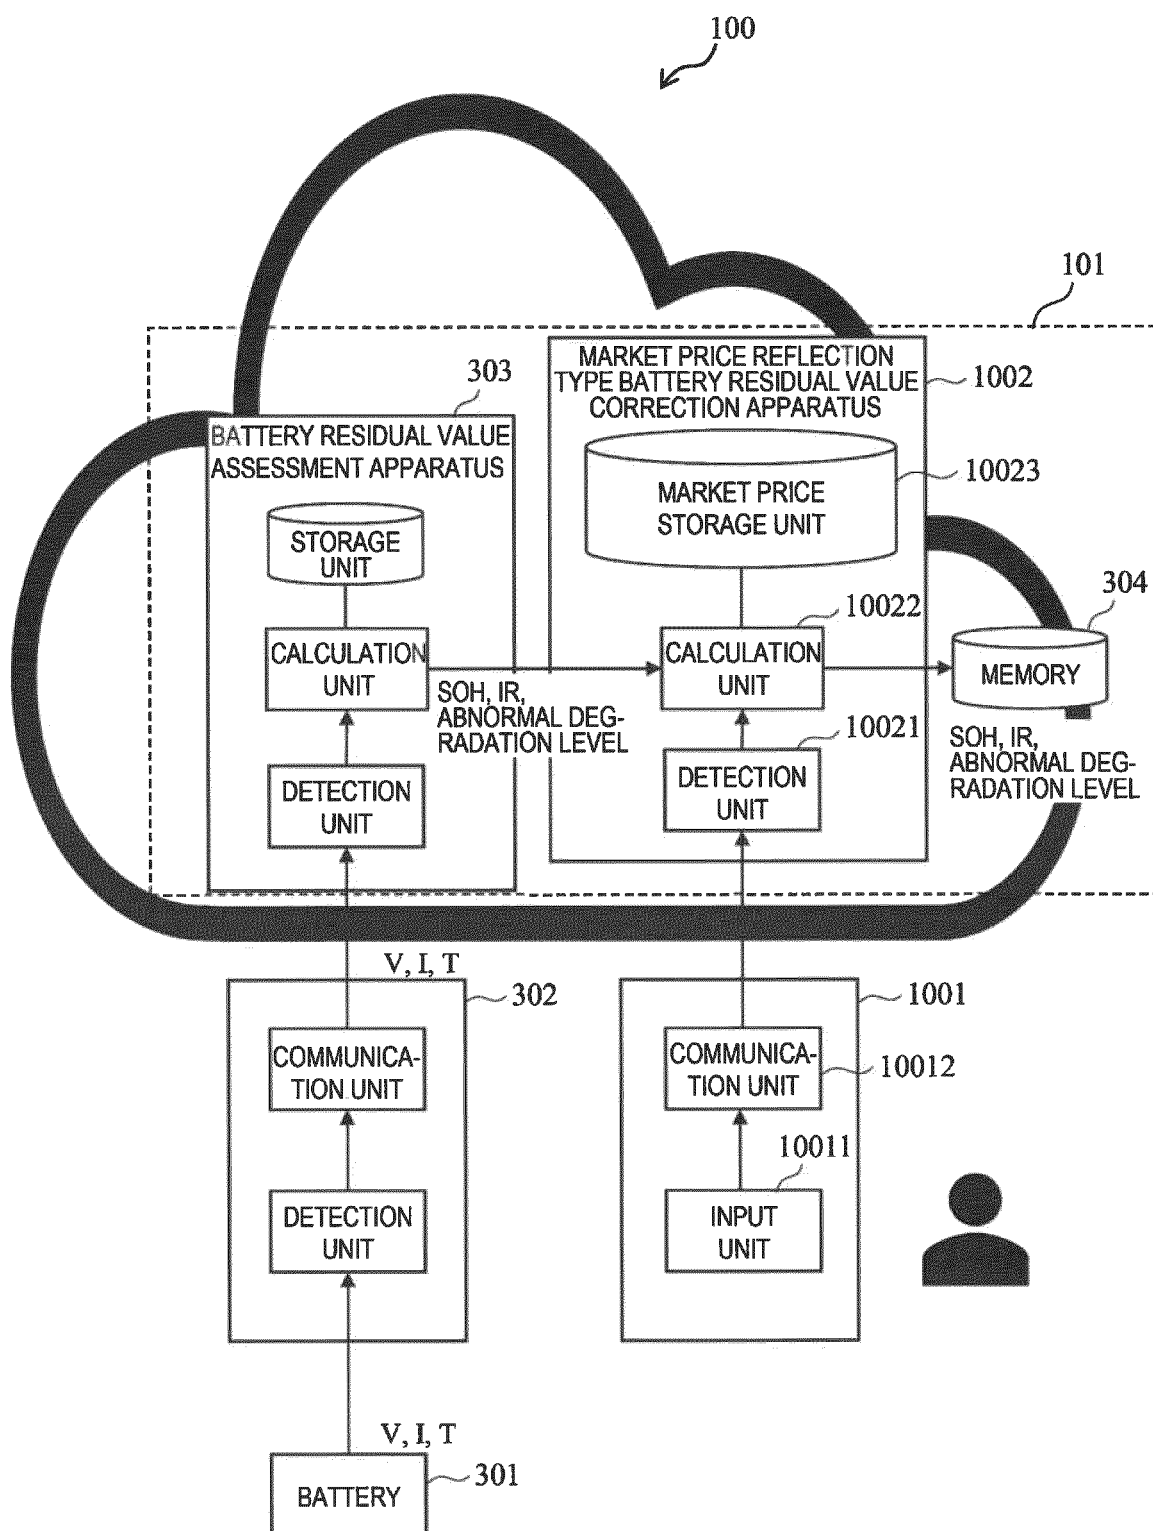 100
101
MARKET PRICE REFLECTION
TYPE BATTERY RESIDUAL VALUE
CORRECTION APPARATUS
1002
303
BATTERY RESIDUAL VALUE
ASSESSMENT APPARATUS
10023
MARKET PRICE
STORAGE UNIT
STORAGE
UNIT
10022
304
CALCULATION
UNIT
CALCULATION
UNIT
MEMORY
SOH, IR,
ABNORMAL DEG-
RADATION LEVEL
10021
SOH, IR,
ABNORMAL DEG-
RADATION LEVEL
DETECTION
UNIT
DETECTION
UNIT
V, I, T
302
1001
COMMUNICA-
TION UNIT
COMMUNICA-
TION UNIT
10012
10011
DETECTION
UNIT
INPUT
UNIT
V, I, T
BATTERY
301